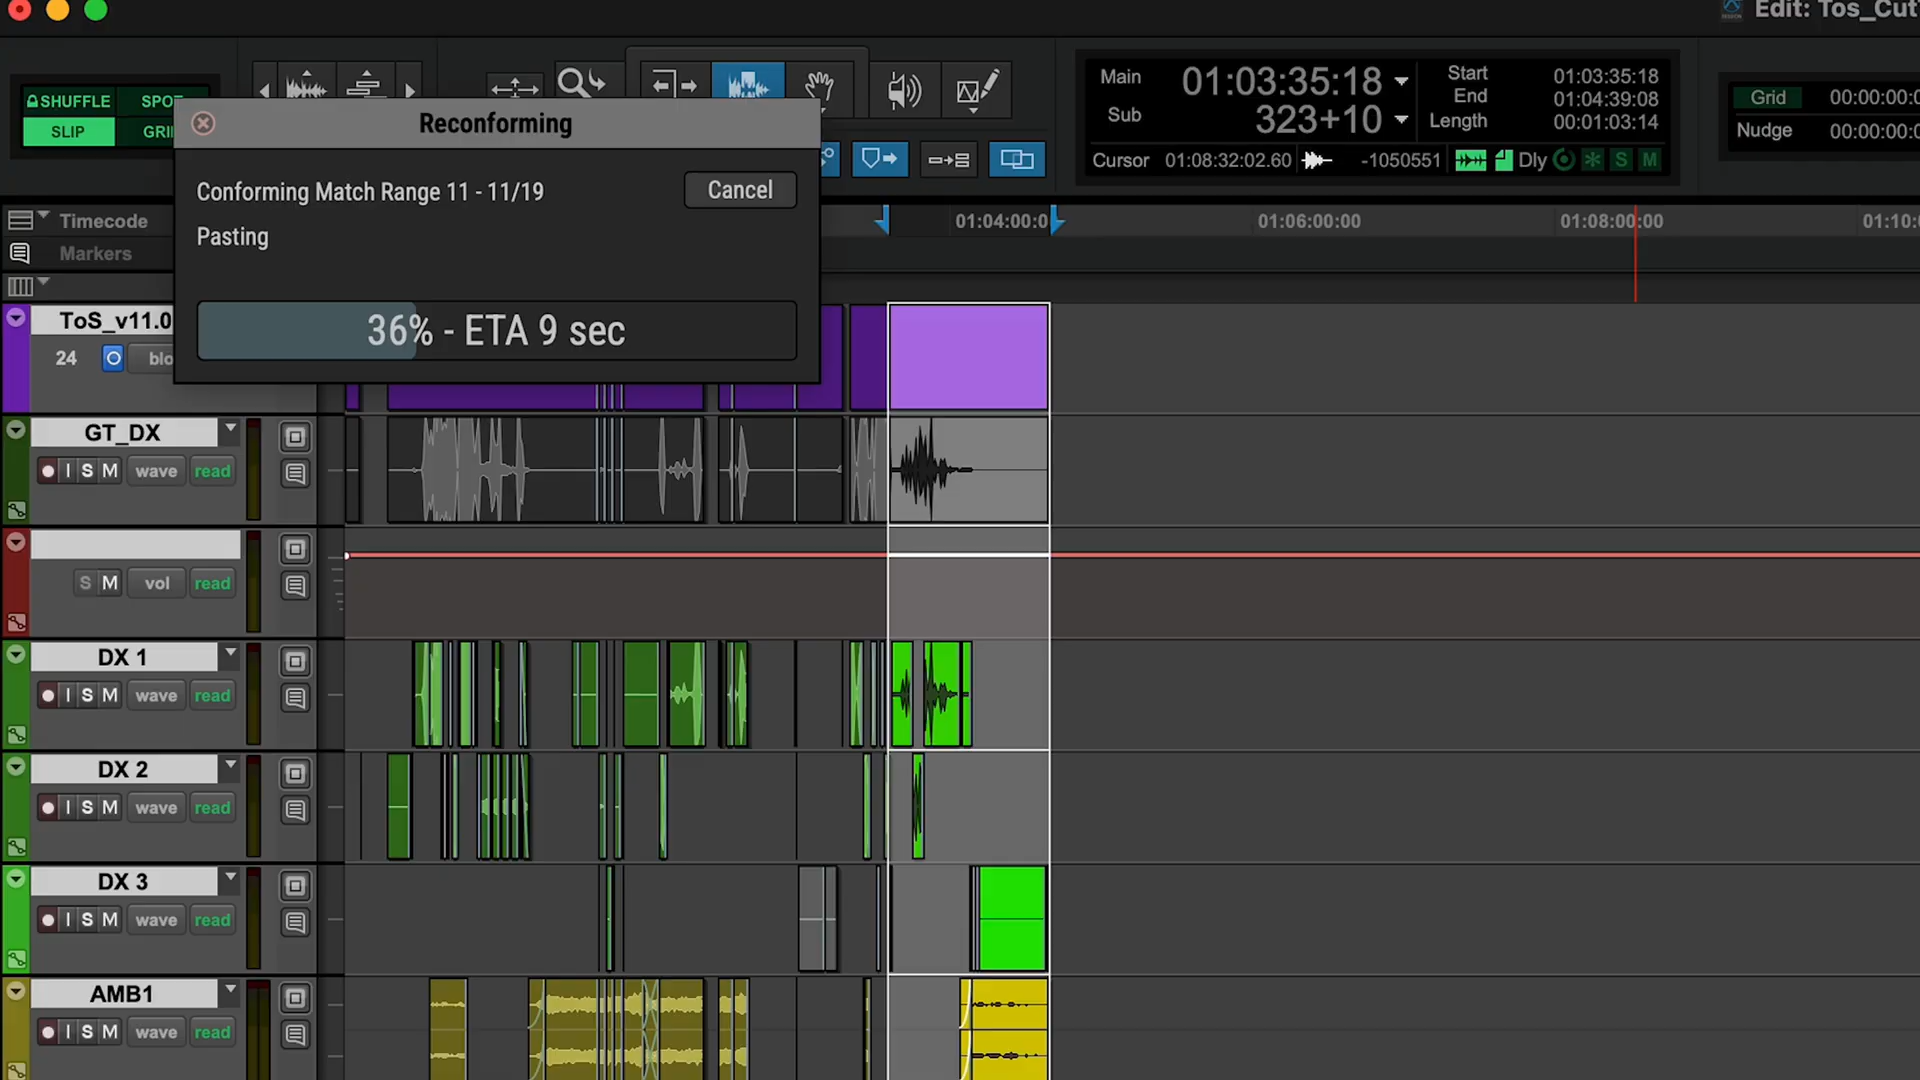 Edit: Tos_Cut
SHUFFLE
SPOT
SLIP
GRI
Main
01:03:35:18
Sub
323+10
Start
01:03:35:18
End
01:04:39:08
Length
00:01:03:14
Cursor
01:08:32:02.60
-1050551
Dly
S
M
Grid
00:00:00:0
Nudge
00:00:00:0
Reconforming
Conforming Match Range 11 - 11/19
Cancel
Pasting
36% - ETA 9 sec
Timecode
01:04:00:0
01:06:00:00
01:08:00:00
01:10:
Markers
ToS_v11.0
24
blo
GT_DX
I S M wave read
S M vol read
DX 1
I S M wave read
DX 2
I S M wave read
DX 3
I S M wave read
AMB1
I S M wave read